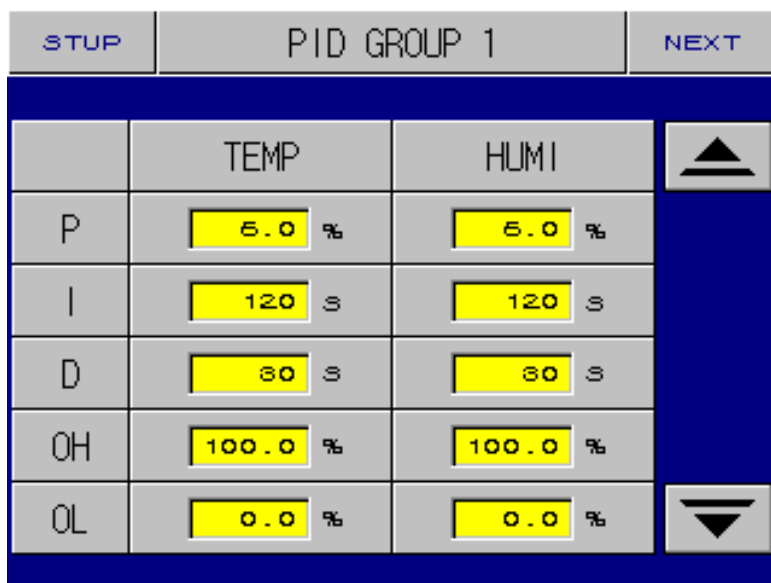 STUP PID GROUP 1 NEXT
TEMP HUMI
P 6.0 % 6.0 %
I 120 S 120 S
D 30 S 30 S
OH 100.0 % 100.0 %
OL 0.0 % 0.0 %